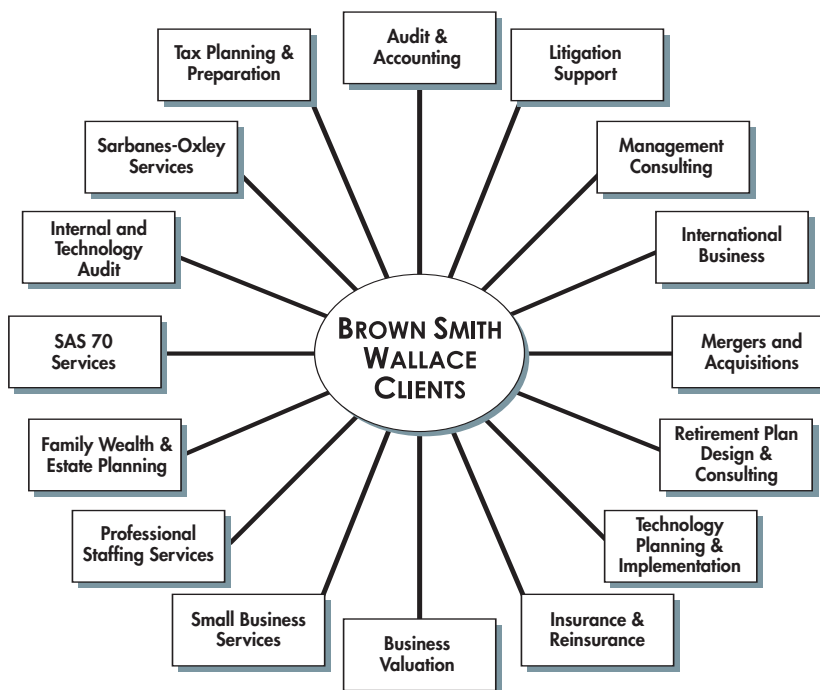 Audit &
Accounting
Litigation
Support
Management
Consulting
International
Business
Mergers and
Acquisitions
Retirement Plan
Design &
Consulting
Technology
Planning &
Implementation
Insurance &
Reinsurance
Business
Valuation
Small Business
Services
Professional
Staffing Services
Family Wealth &
Estate Planning
SAS 70
Services
Internal and
Technology
Audit
Sarbanes-Oxley
Services
Tax Planning &
Preparation
BROWN SMITH
WALLACE
CLIENTS